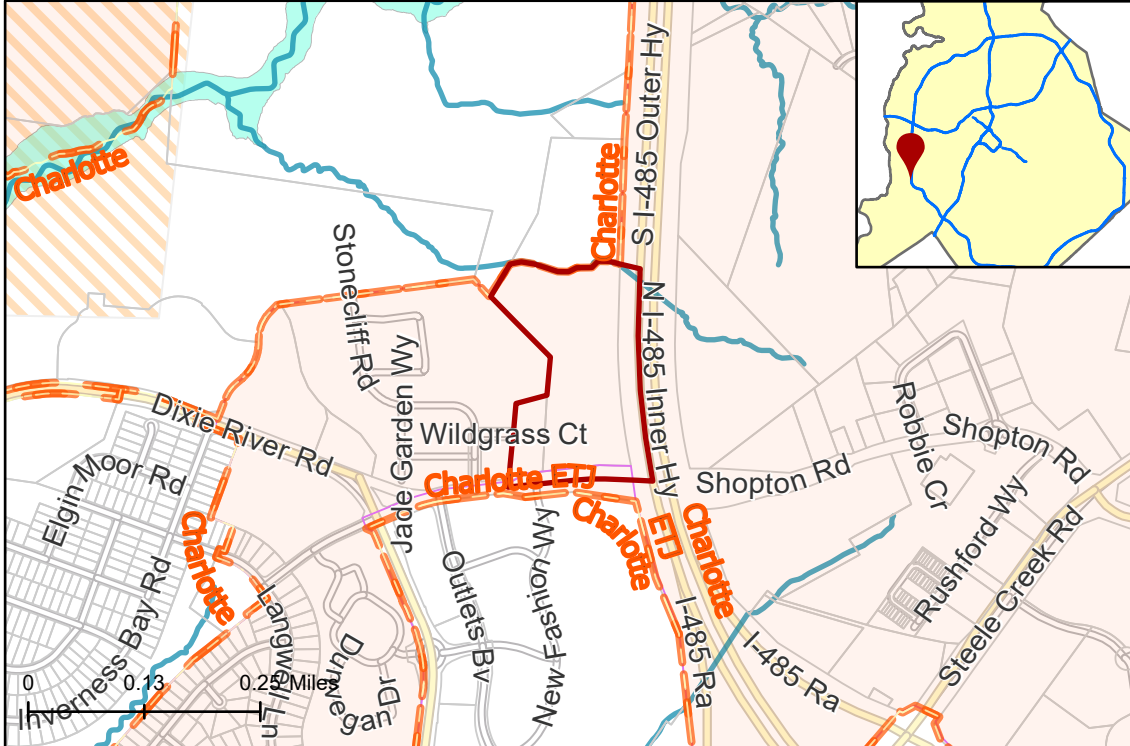 Charlotte
S I-485 Outer Hy
Charlotte
Stonecliff Rd
Jade Garden Wy
N I-485 Inner Hy
Dixie River Rd
Wildgrass Ct
Robbie Cr
Shopton Rd
Elgin Moor Rd
Charlotte ETJ
Shopton Rd
Charlotte
Charlotte
ETJ
Charlotte
Rushford Wy
Steele Creek Rd
Inverness Bay Rd
Outlets Bv
New Fashion Wy
Langwell Ln
Dunregan Dr
I-485 Ra
I-485 Ra
0
0.13
0.25 Miles